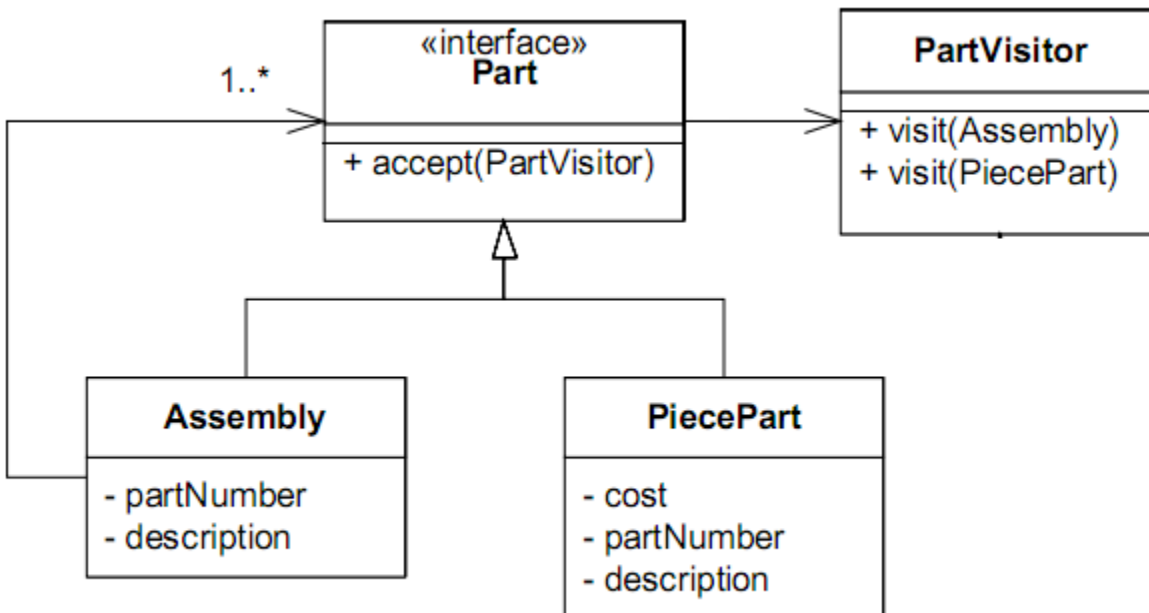 «interface»
Part
+ accept(PartVisitor)
PartVisitor
+ visit(Assembly)
+ visit(PiecePart)
1..*
Assembly
- partNumber
- description
PiecePart
- cost
- partNumber
- description